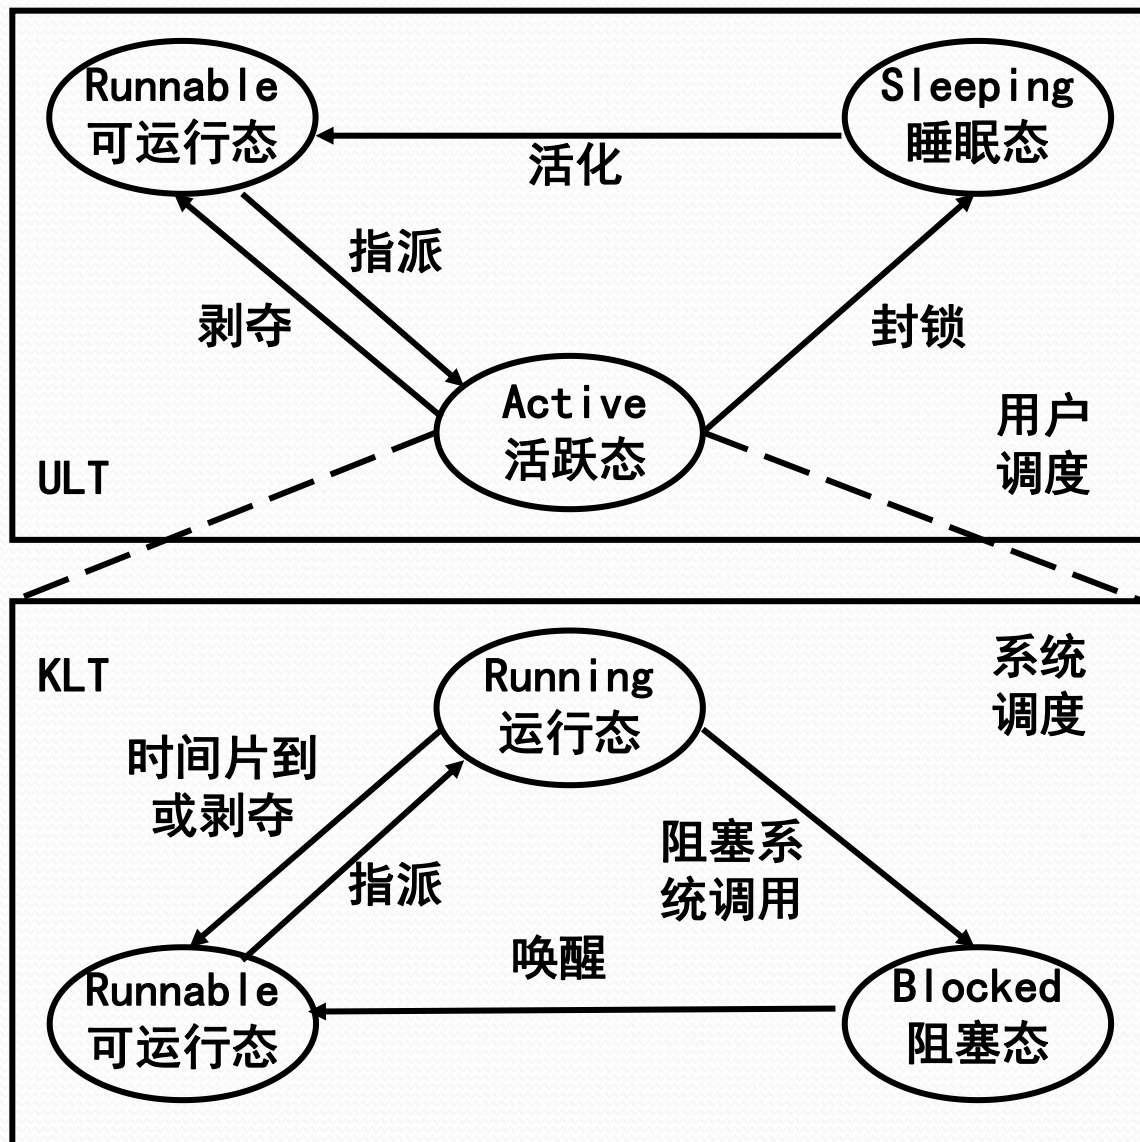 Runnable
可运行态
Sleeping
睡眠态
活化
指派
剥夺
封锁
Active
活跃态
用户
调度
ULT
KLT
Running
运行态
系统
调度
时间片到
或剥夺
指派
阻塞系
统调用
唤醒
Runnable
可运行态
Blocked
阻塞态